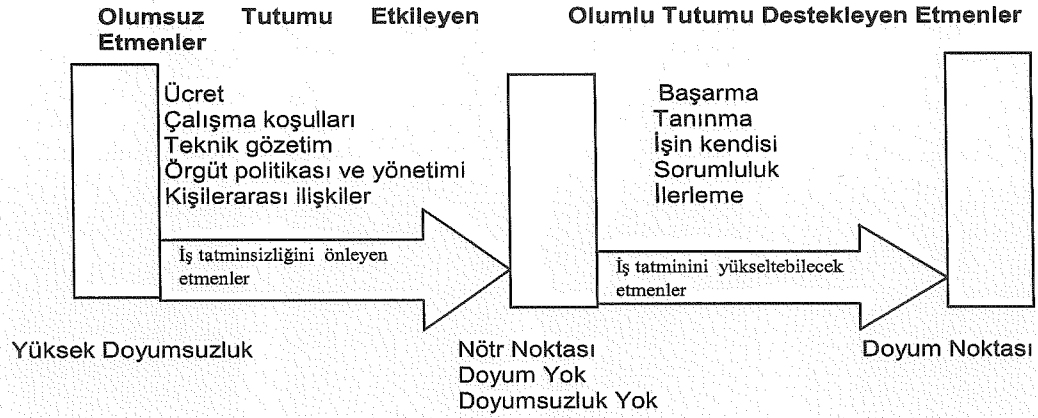 Olumsuz Tutumu Etkileyen
Etmenler
Olumlu Tutumu Destekleyen Etmenler
Ücret
Çalışma koşulları
Teknik gözetim
Örgüt politikası ve yönetimi
Kişilerarası ilişkiler
Başarma
Tanınma
İşin kendisi
Sorumluluk
İlerleme
İş tatminsizliğini önleyen
etmenler
İş tatminini yükseltebilecek
etmenler
Yüksek Doyumsuzluk
Nötr Noktası
Doyum Yok
Doyumsuzluk Yok
Doyum Noktası